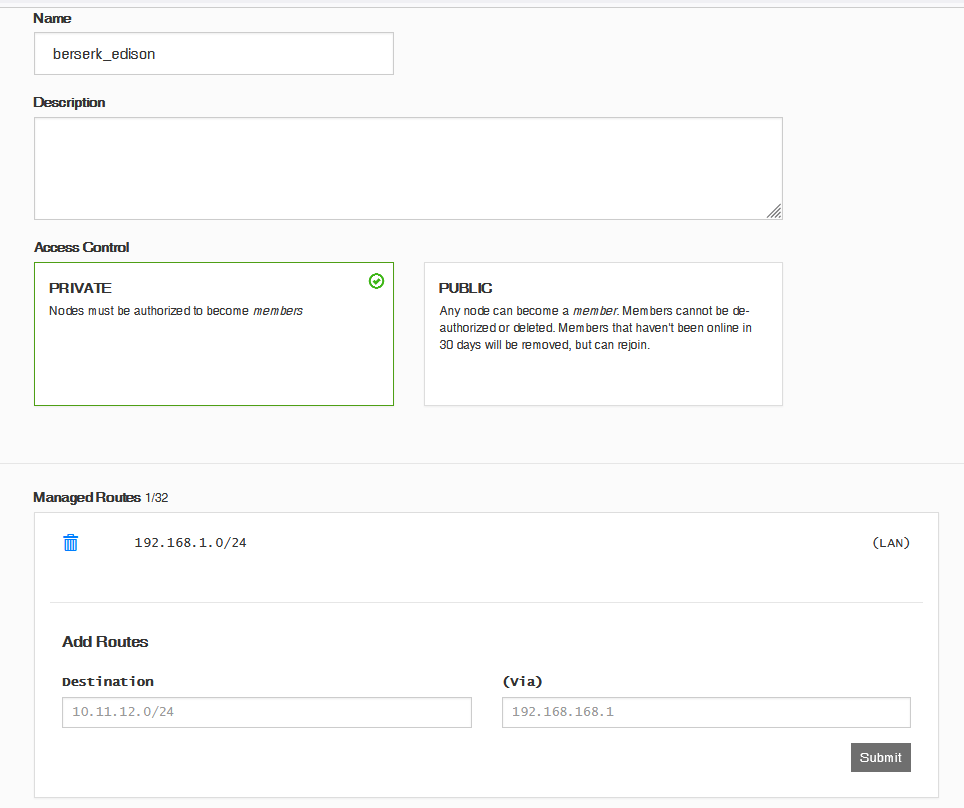 Name
berserk_edison
Description
Access Control
PRIVATE
Nodes must be authorized to become members
PUBLIC
Any node can become a member. Members cannot be de-
authorized or deleted. Members that haven't been online in
30 days will be removed, but can rejoin.
Managed Routes 1/32
192.168.1.0/24 (LAN)
Add Routes
Destination (Via)
10.11.12.0/24 192.168.168.1
Submit